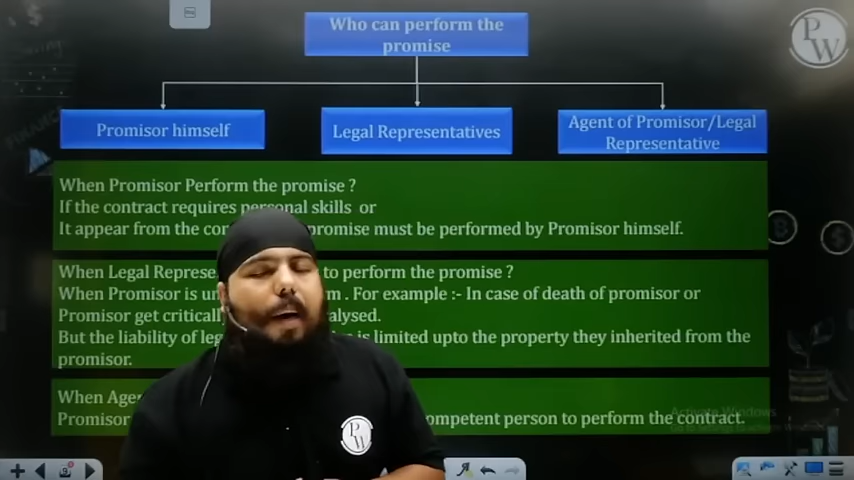 Who can perform the
promise
PW
Promisor himself
Legal Representatives
Agent of Promisor/Legal
Representative
When Promisor Perform the promise ?
If the contract requires personal skills or
It appear from the promise must be performed by Promisor himself.
When Legal to perform the promise ?
When Promisor is . For example :- In case of death of promisor or
Promisor get
But the liability of is limited upto the property they inherited from the
promisor.
When
Promisor competent person to perform the contract.
Activate Windows
PW